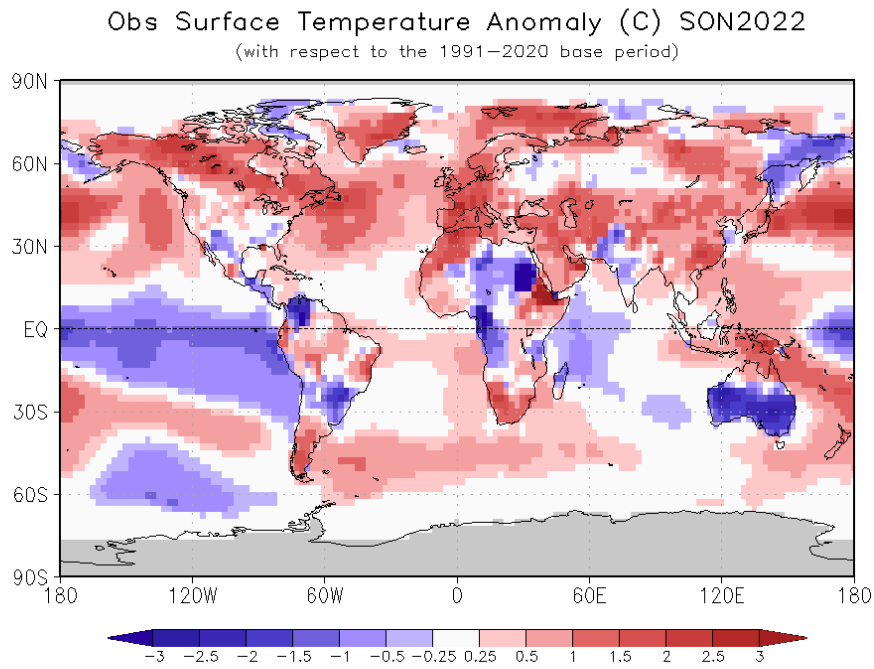 Obs Surface Temperature Anomaly (C) SON2022
(with respect to the 1991–2020 base period)
90N
60N
30N
EQ
30S
60S
90S
180 120W 60W 0 60E 120E 180
−3 −2.5 −1.5 −1 −0.5 −0.25 0.25 0.5 1 1.5 2 2.5 3